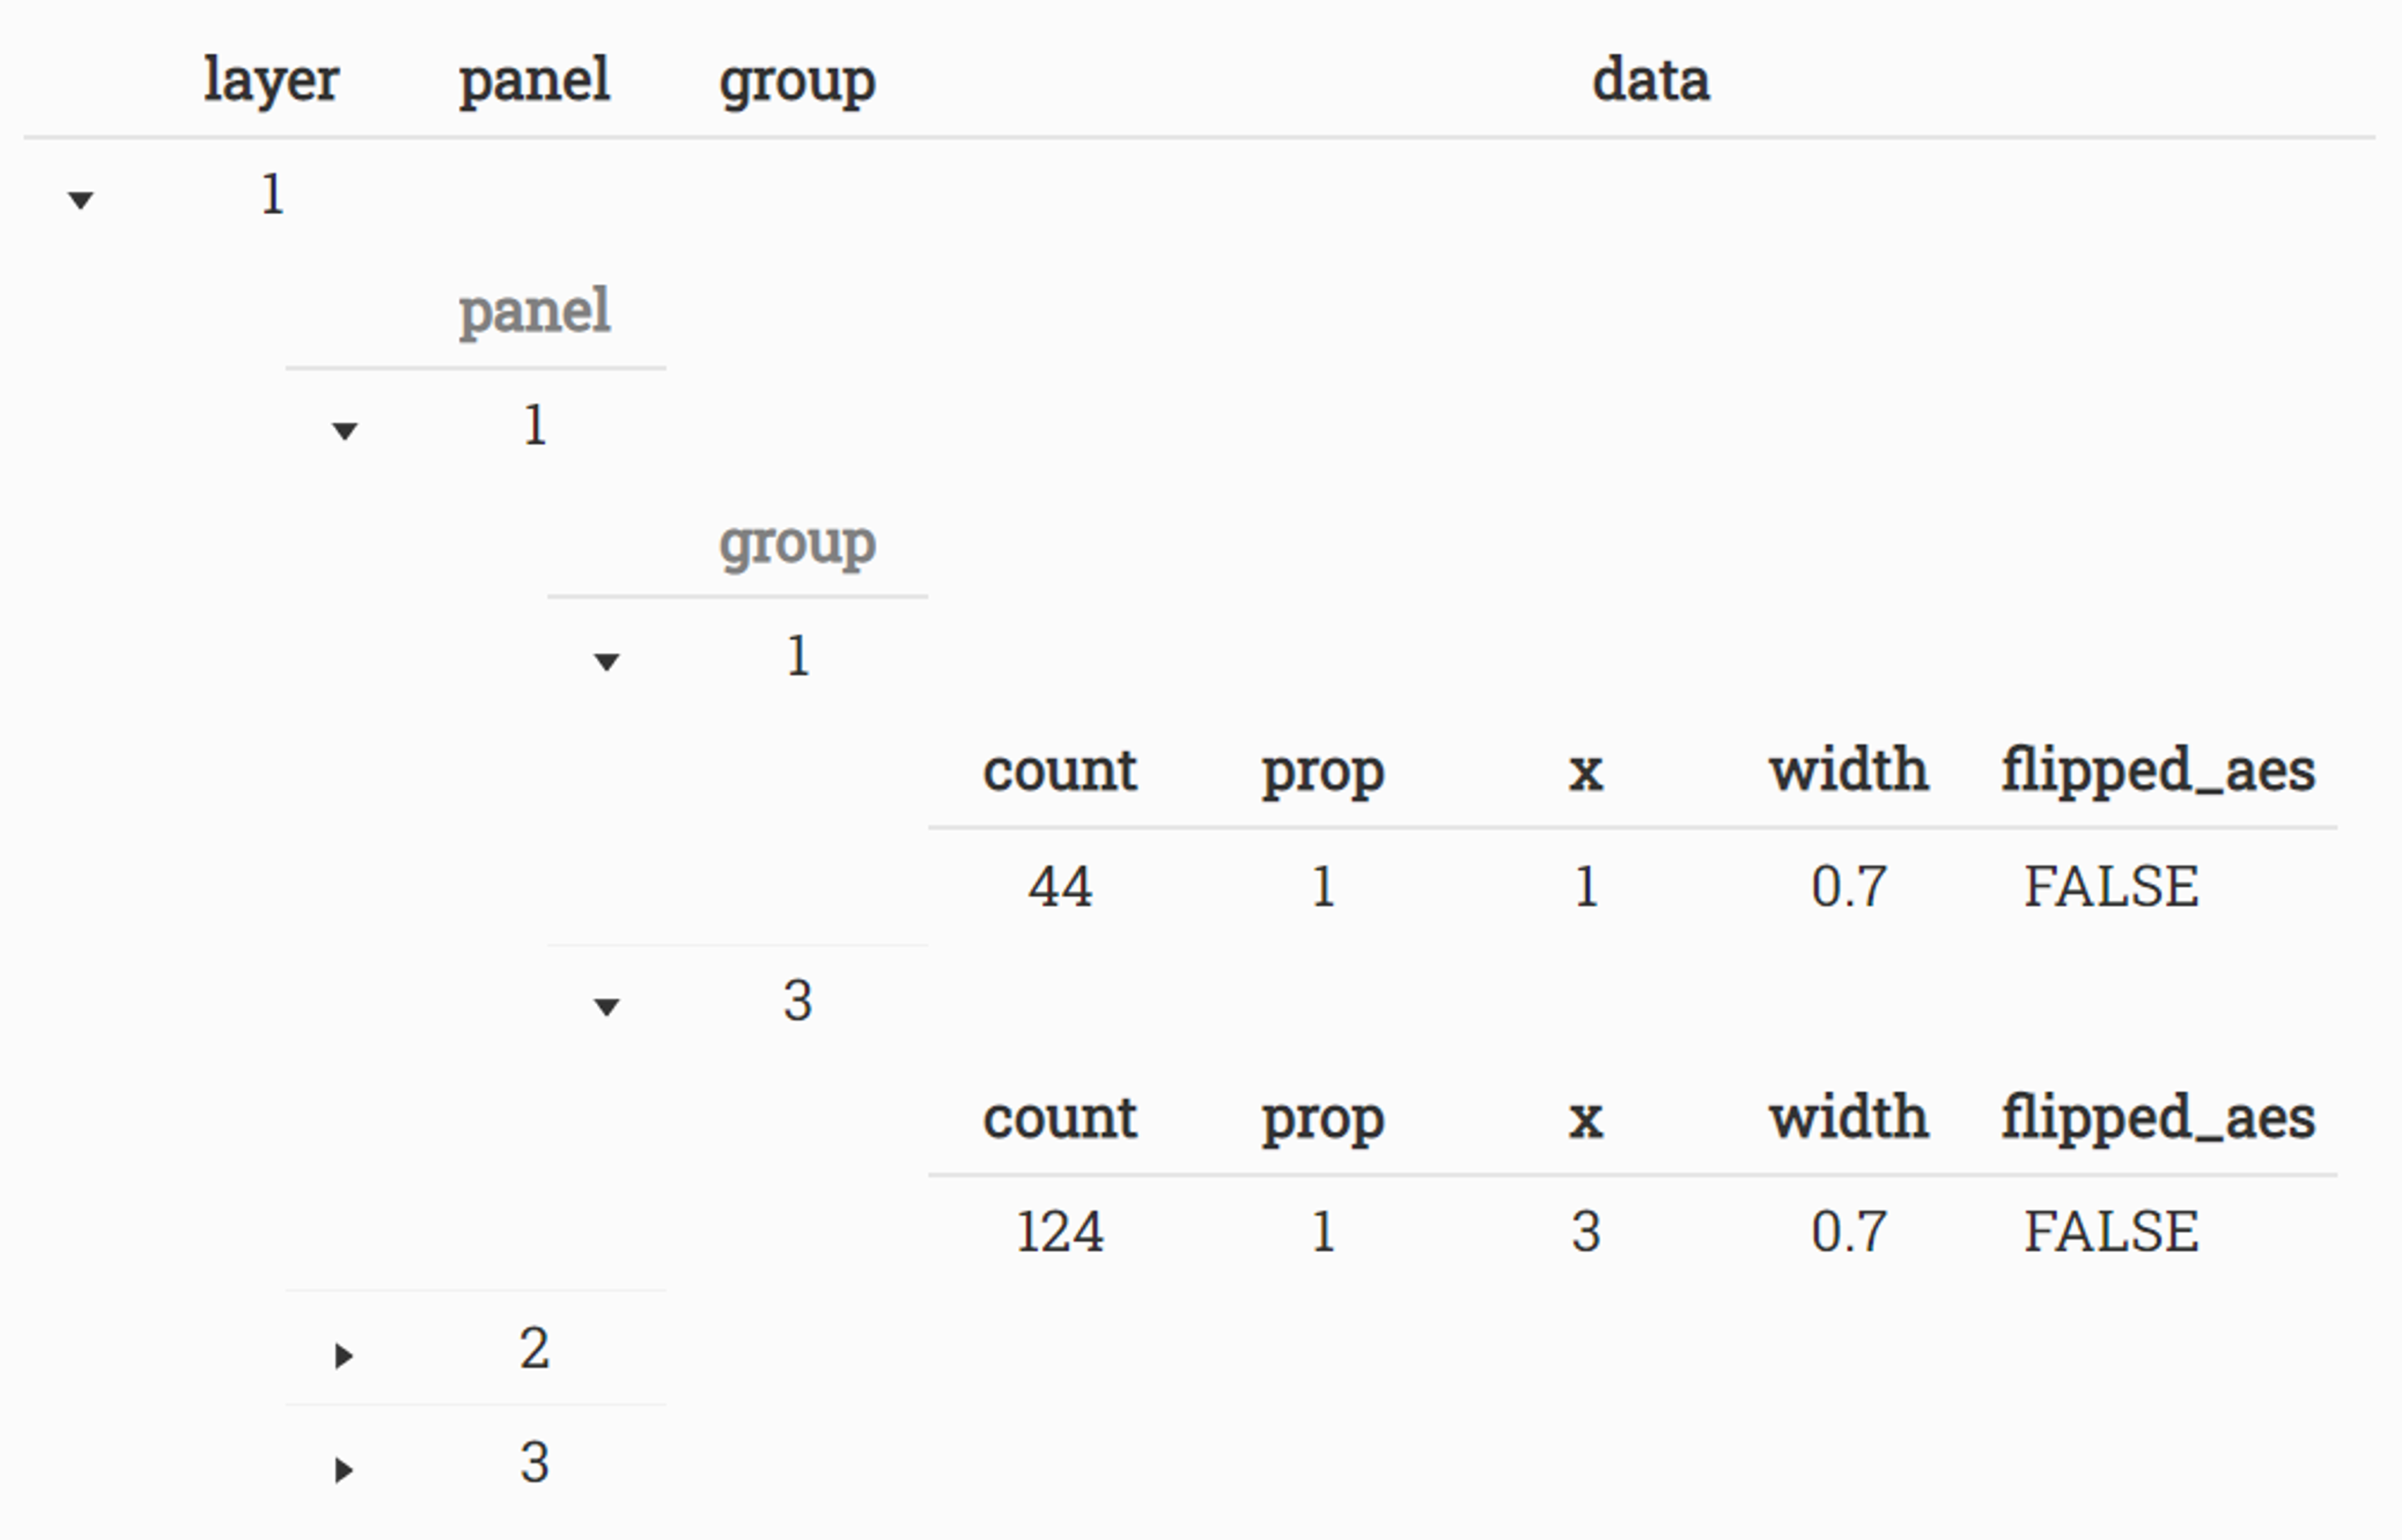 layer panel group data
1
panel
1
group
1
count prop x width flipped_aes
44 1 1 0.7 FALSE
3
count prop x width flipped_aes
124 1 3 0.7 FALSE
2
3